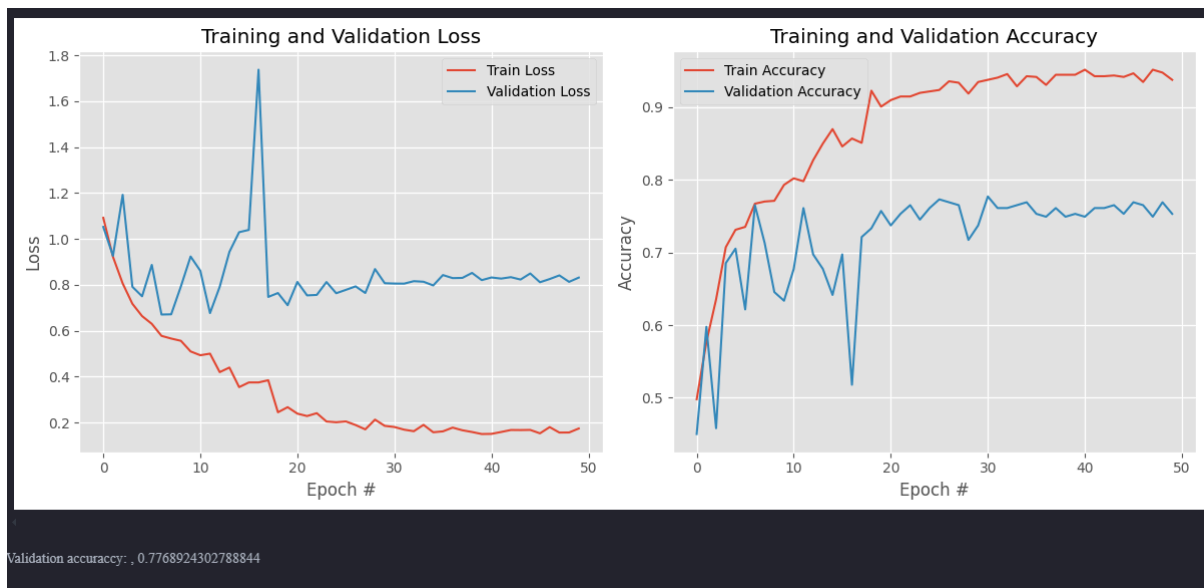 Training and Validation Loss
Train Loss
Validation Loss
1.8
1.6
1.4
1.2
1.0
0.8
0.6
0.4
0.2
Loss
0 10 20 30 40 50
Epoch #
Training and Validation Accuracy
Train Accuracy
Validation Accuracy
0.9
0.8
0.7
0.6
0.5
Accuracy
0 10 20 30 40 50
Epoch #
Validation accuraccy: , 0.7768924302788844